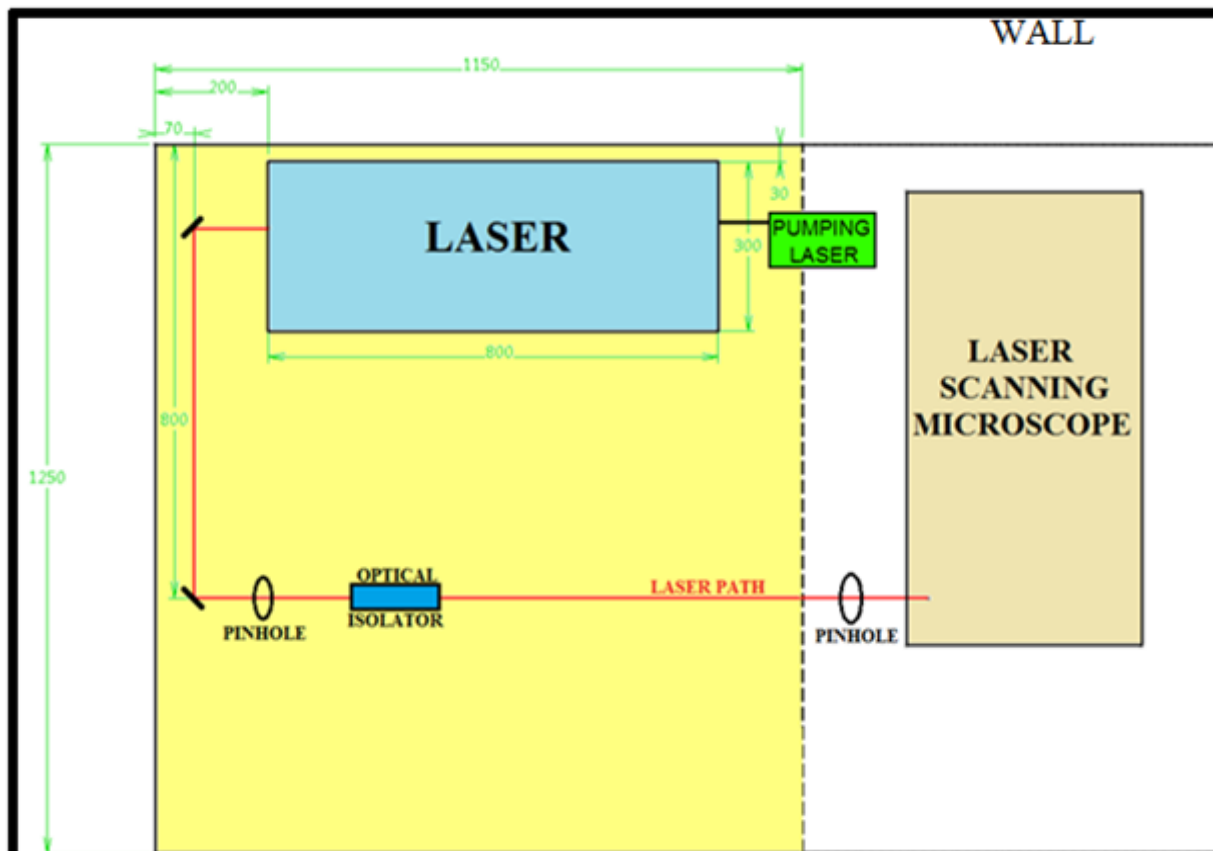 WALL
1150
200
70
30
LASER
PUMPING
LASER
300
800
LASER
SCANNING
MICROSCOPE
800
1250
OPTICAL
ISOLATOR
LASER PATH
PINHOLE
PINHOLE